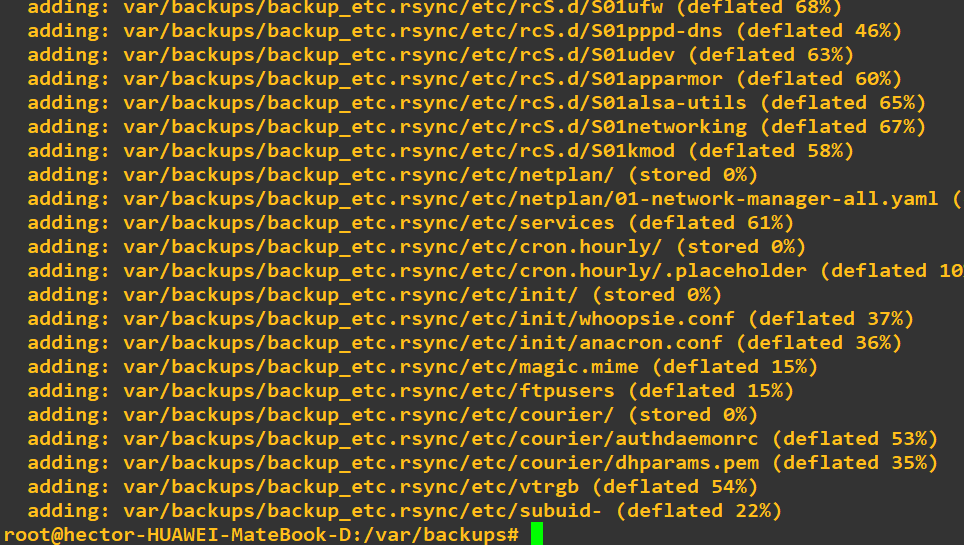 adding: var/backups/backup_etc.rsync/etc/rcS.d/S01ufw (deflated 68%)
adding: var/backups/backup_etc.rsync/etc/rcS.d/S01pppd-dns (deflated 46%)
adding: var/backups/backup_etc.rsync/etc/rcS.d/S01udev (deflated 63%)
adding: var/backups/backup_etc.rsync/etc/rcS.d/S01apparmor (deflated 60%)
adding: var/backups/backup_etc.rsync/etc/rcS.d/S01alsa-utils (deflated 65%)
adding: var/backups/backup_etc.rsync/etc/rcS.d/S01networking (deflated 67%)
adding: var/backups/backup_etc.rsync/etc/rcS.d/S01kmod (deflated 58%)
adding: var/backups/backup_etc.rsync/etc/netplan/ (stored 0%)
adding: var/backups/backup_etc.rsync/etc/netplan/01-network-manager-all.yaml (
adding: var/backups/backup_etc.rsync/etc/services (deflated 61%)
adding: var/backups/backup_etc.rsync/etc/cron.hourly/ (stored 0%)
adding: var/backups/backup_etc.rsync/etc/cron.hourly/.placeholder (deflated 10
adding: var/backups/backup_etc.rsync/etc/init/ (stored 0%)
adding: var/backups/backup_etc.rsync/etc/init/whoopsie.conf (deflated 37%)
adding: var/backups/backup_etc.rsync/etc/init/anacron.conf (deflated 36%)
adding: var/backups/backup_etc.rsync/etc/magic.mime (deflated 15%)
adding: var/backups/backup_etc.rsync/etc/ftpusers (deflated 15%)
adding: var/backups/backup_etc.rsync/etc/courier/ (stored 0%)
adding: var/backups/backup_etc.rsync/etc/courier/authdaemonrc (deflated 53%)
adding: var/backups/backup_etc.rsync/etc/courier/dhparams.pem (deflated 35%)
adding: var/backups/backup_etc.rsync/etc/vtrgb (deflated 54%)
adding: var/backups/backup_etc.rsync/etc/subuid- (deflated 22%)
root@hector-HUAWEI-MateBook-D:/var/backups#